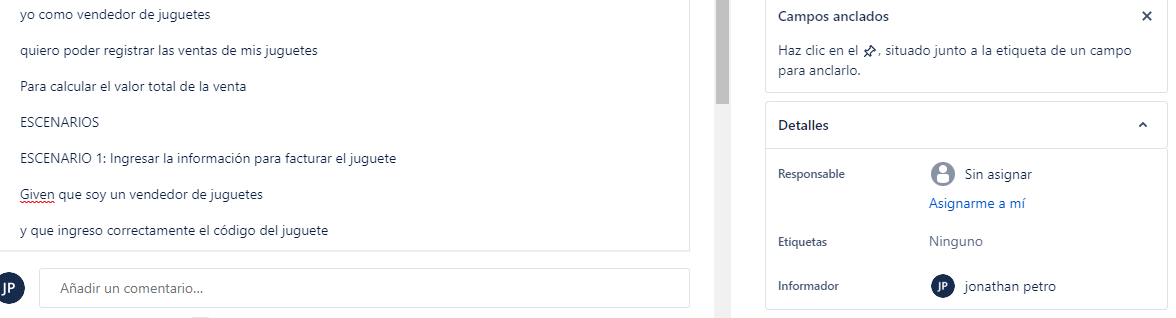 yo como vendedor de juguetes
quiero poder registrar las ventas de mis juguetes
Para calcular el valor total de la venta
ESCENARIOS
ESCENARIO 1: Ingresar la información para facturar el juguete
Given que soy un vendedor de juguetes
y que ingreso correctamente el código del juguete
JP
Añadir un comentario...
Campos anclados
Haz clic en el , situado junto a la etiqueta de un campo
para anclarlo.
Detalles
Responsable
Sin asignar
Asignarme a mí
Etiquetas
Ninguno
Informador
JP jonathan petro